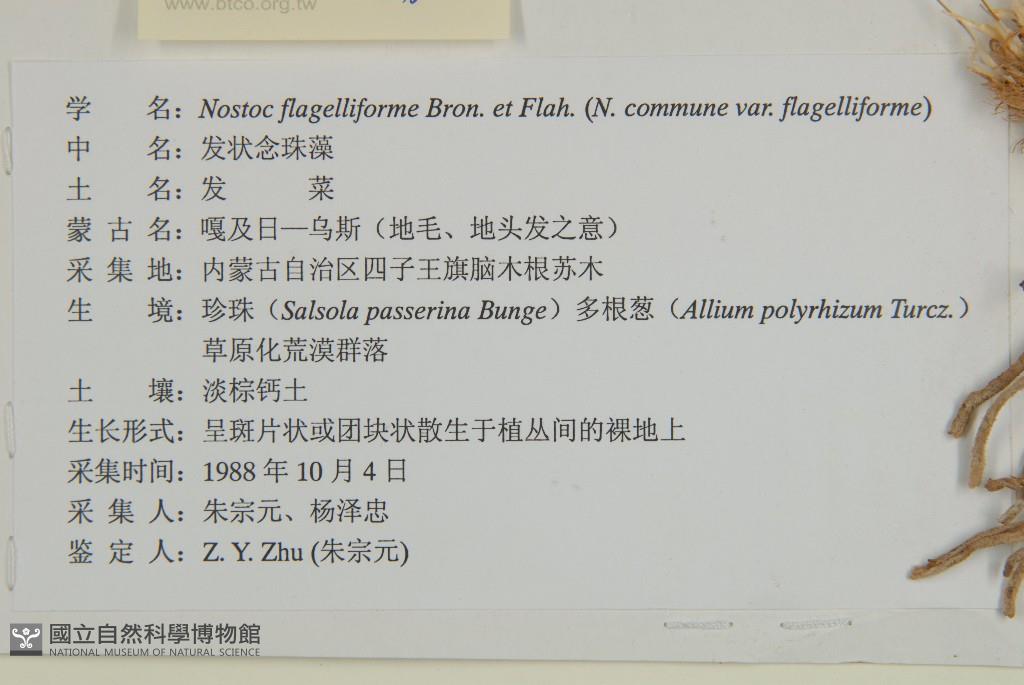 www.btco.org.tw
学 名：Nostoc flagelliforme Bron. et Flah. (N. commune var. flagelliforme)
中 名：发状念珠藻
土 名：发 菜
蒙 古 名：嘎及日—乌斯（地毛、地头发之意）
采 集 地：内蒙古自治区四子王旗脑木根苏木
生 境：珍珠（Salsola passerina Bunge）多根葱（Allium polyrhizum Turcz.）
草原化荒漠群落
土 壤：淡棕钙土
生长形式：呈斑片状或团块状散生于植丛间的裸地上
采集时间：1988 年 10 月 4 日
采 集 人：朱宗元、杨泽忠
鉴 定 人：Z. Y. Zhu (朱宗元)
國立自然科學博物館
NATIONAL MUSEUM OF NATURAL SCIENCE